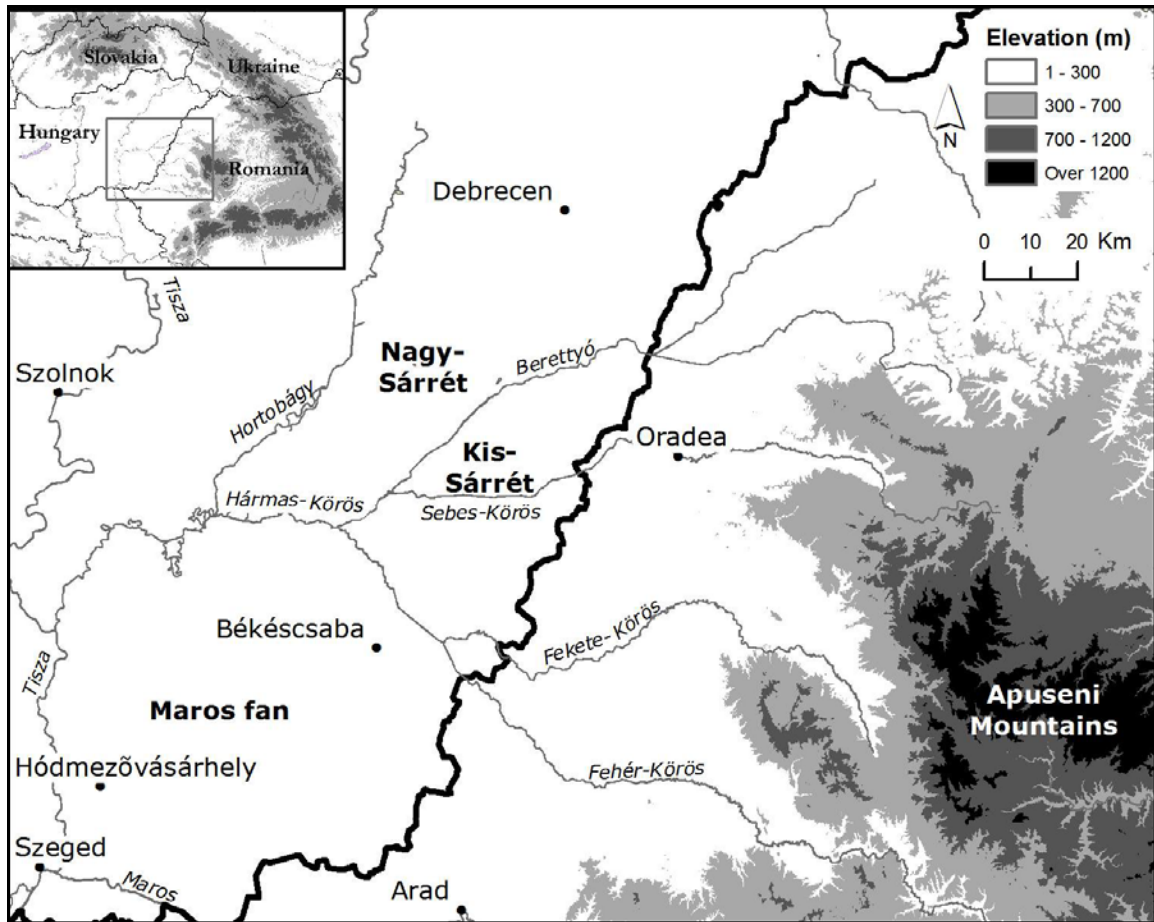 Slovakia
Ukraine
Hungary
Romania
Elevation (m)
1 - 300
300 - 700
700 - 1200
Over 1200
N
0 10 20 Km
Debrecen
Tisza
Szolnok
Nagy-
Sárrét
Berettyó
Hortobágy
Oradea
Kis-
Sárrét
Hármas-Körös
Sebes-Körös
Békéscsaba
Fekete-Körös
Tisza
Maros fan
Apuseni
Mountains
Hódmezõvásárhely
Fehér-Körös
Szeged
Maros
Arad